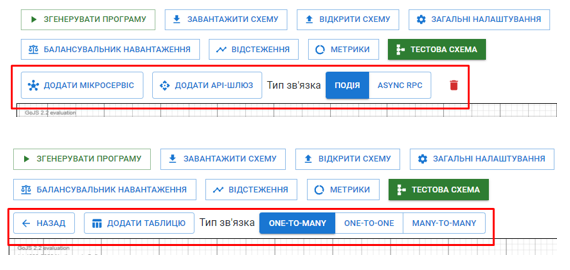 ЗГЕНЕРУВАТИ ПРОГРАМУ ЗАВАНТАЖИТИ СХЕМУ ВІДКРИТИ СХЕМУ ЗАГАЛЬНІ НАЛАШТУВАННЯ
БАЛАНСУВАЛЬНИК НАВАНТАЖЕННЯ ВІДСТЕЖЕННЯ МЕТРИКИ ТЕСТОВА СХЕМА
ДОДАТИ МІКРОСЕРВІС ДОДАТИ АРІ-ШЛЮЗ Тип зв'язка ПОДІЯ ASYNC RPC
GoJS 2.2 evaluation
ЗГЕНЕРУВАТИ ПРОГРАМУ ЗАВАНТАЖИТИ СХЕМУ ВІДКРИТИ СХЕМУ ЗАГАЛЬНІ НАЛАШТУВАННЯ
БАЛАНСУВАЛЬНИК НАВАНТАЖЕННЯ ВІДСТЕЖЕННЯ МЕТРИКИ ТЕСТОВА СХЕМА
НАЗАД ДОДАТИ ТАБЛИЦЮ Тип зв'язка ONE-TO-MANY ONE-TO-ONE MANY-TO-MANY
GoJS 2.2 evaluation